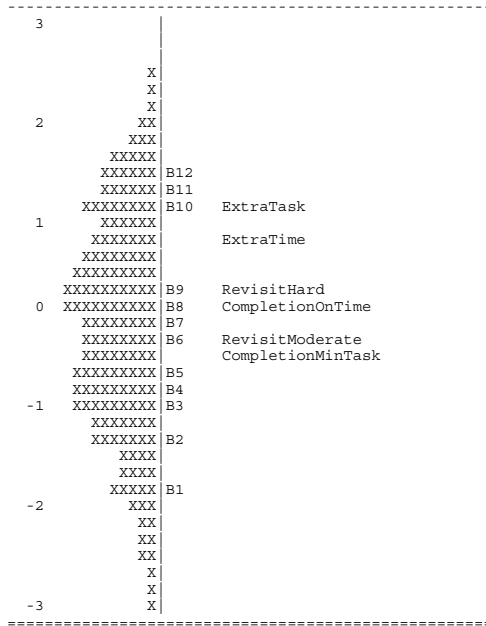 --------------------------------------------------
3 |
|
|
X|
X|
X|
2 XX|
XXX|
XXXXX|
XXXXXX|B12
XXXXXX|B11
XXXXXXXX|B10 ExtraTask
1 XXXXXX|
XXXXXXX| ExtraTime
XXXXXXXX|
XXXXXXXXX|
XXXXXXXXXX|B9 RevisitHard
0 XXXXXXXXXX|B8 CompletionOnTime
XXXXXXXX|B7
XXXXXXXX|B6 RevisitModerate
XXXXXXXX| CompletionMinTask
XXXXXXXXX|B5
XXXXXXXXX|B4
-1 XXXXXXXXX|B3
XXXXXXX|
XXXXXXX|B2
XXXX|
XXXX|
XXXXX|B1
-2 XXX|
XX|
XX|
XX|
X|
X|
-3 X|
==================================================